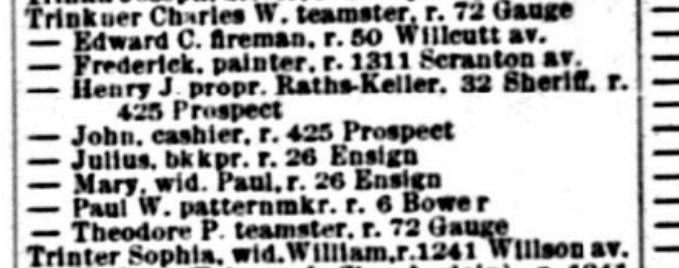 Trinkner Charles W. teamster, r. 72 Gauge
— Edward C. fireman, r. 50 Willcutt av.
— Frederick, painter, r. 1311 Scranton av.
— Henry J. propr. Raths-Keller, 32 Sheriff, r.
425 Prospect
— John, cashier, r. 425 Prospect
— Julius, bkkpr. r. 26 Ensign
— Mary, wid. Paul, r. 26 Ensign
— Paul W. patternmkr. r. 6 Bower
— Theodore P. teamster, r. 72 Gauge
Trinter Sophia, wid. William, r. 1241 Willson av.